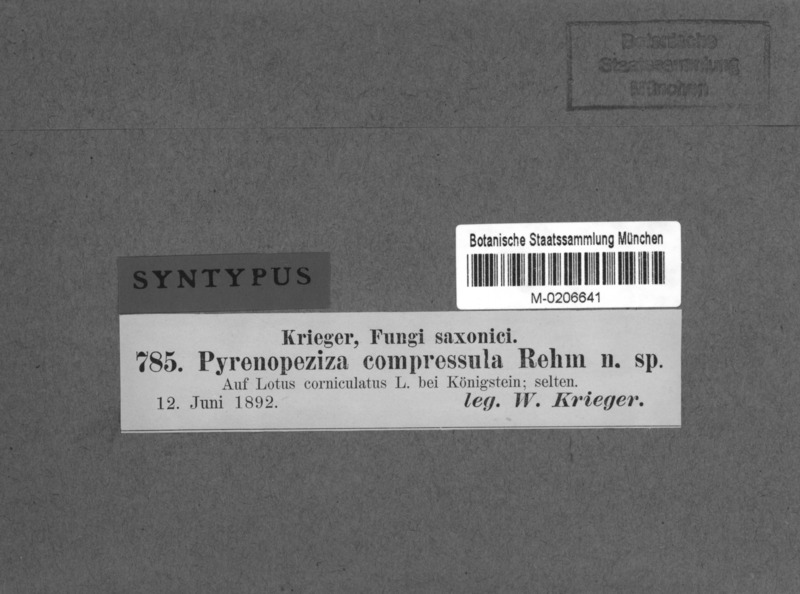 Botanische
Staatssammlung
München
Botanische Staatssammlung München
M-0206641
SYNTYPUS
Krieger, Fungi saxonici.
785. Pyrenopeziza compressula Rehm n. sp.
Auf Lotus corniculatus L. bei Königstein; selten.
12. Juni 1892. leg. W. Krieger.